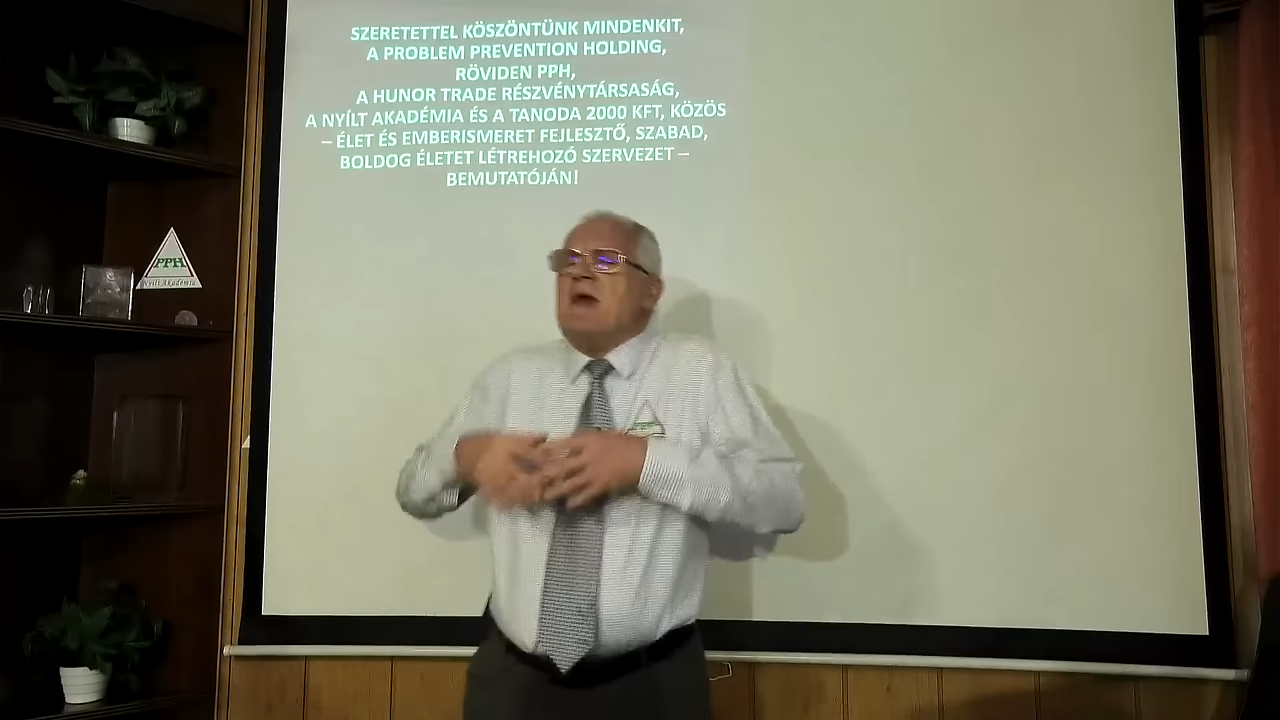 SZERETETTEL KÖSZÖNTÜNK MINDENKIT,
A PROBLEM PREVENTION HOLDING,
RÖVIDEN PPH,
A HUNOR TRADE RÉSZVÉNYTÁRSASÁG,
A NYÍLT AKADÉMIA ÉS A TANODA 2000 KFT, KÖZÖS
– ÉLET ÉS EMBERISMERET FEJLESZTŐ, SZABAD,
BOLDOG ÉLETET LÉTREHOZÓ SZERVEZET –
BEMUTATÓJÁN!
PPH
Nyílt Akadémia